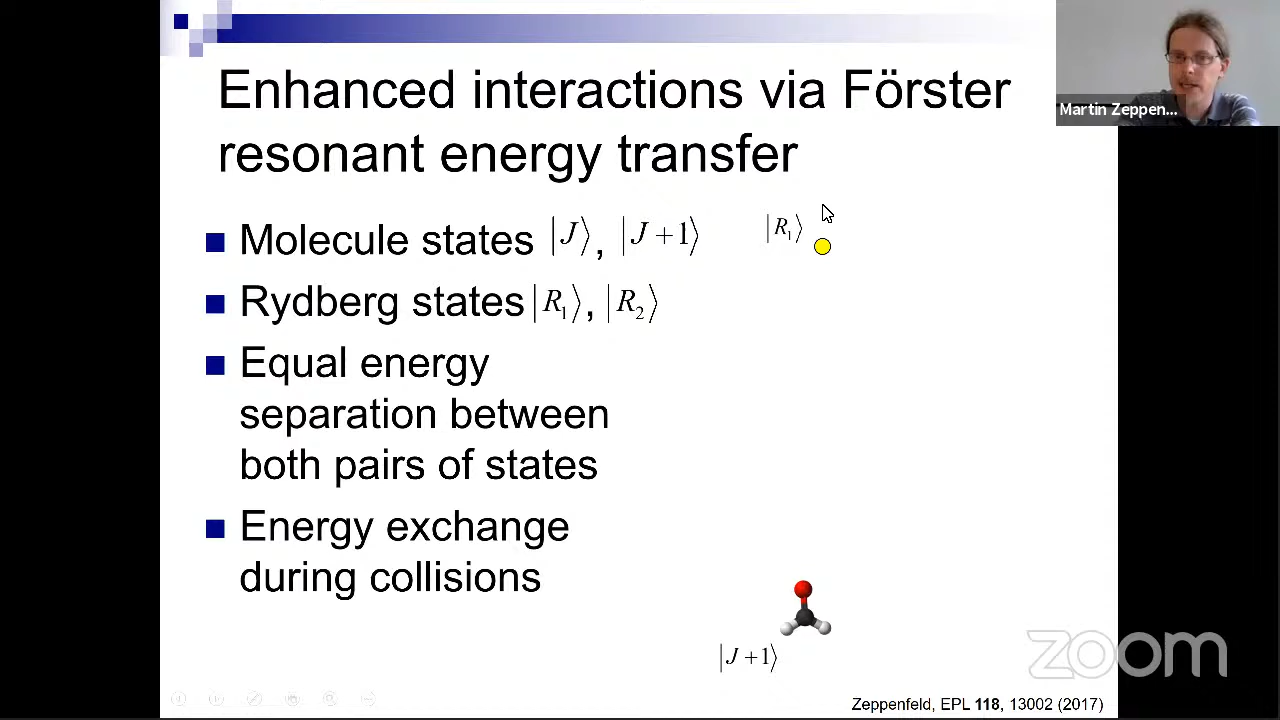 Enhanced interactions via Förster
resonant energy transfer
Martin Zeppen...
Molecule states |J⟩, |J+1⟩
|R₁⟩
Rydberg states |R₁⟩, |R₂⟩
Equal energy
separation between
both pairs of states
Energy exchange
during collisions
|J+1⟩
zoom
Zeppenfeld, EPL 118, 13002 (2017)